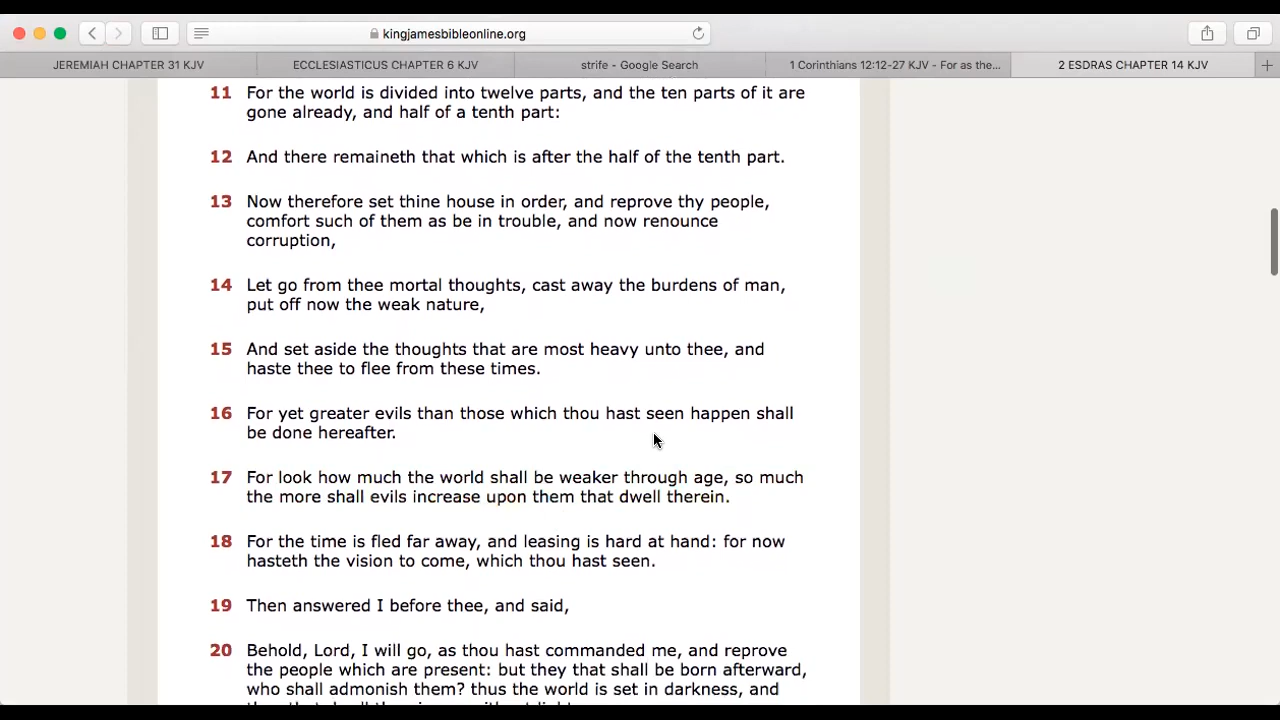 kingjamesbibleonline.org
JEREMIAH CHAPTER 31 KJV
ECCLESIASTICUS CHAPTER 6 KJV
strife - Google Search
1 Corinthians 12:12-27 KJV - For as the...
2 ESDRAS CHAPTER 14 KJV
11 For the world is divided into twelve parts, and the ten parts of it are
gone already, and half of a tenth part:
12 And there remaineth that which is after the half of the tenth part.
13 Now therefore set thine house in order, and reprove thy people,
comfort such of them as be in trouble, and now renounce
corruption,
14 Let go from thee mortal thoughts, cast away the burdens of man,
put off now the weak nature,
15 And set aside the thoughts that are most heavy unto thee, and
haste thee to flee from these times.
16 For yet greater evils than those which thou hast seen happen shall
be done hereafter.
17 For look how much the world shall be weaker through age, so much
the more shall evils increase upon them that dwell therein.
18 For the time is fled far away, and leasing is hard at hand: for now
hasteth the vision to come, which thou hast seen.
19 Then answered I before thee, and said,
20 Behold, Lord, I will go, as thou hast commanded me, and reprove
the people which are present: but they that shall be born afterward,
who shall admonish them? thus the world is set in darkness, and